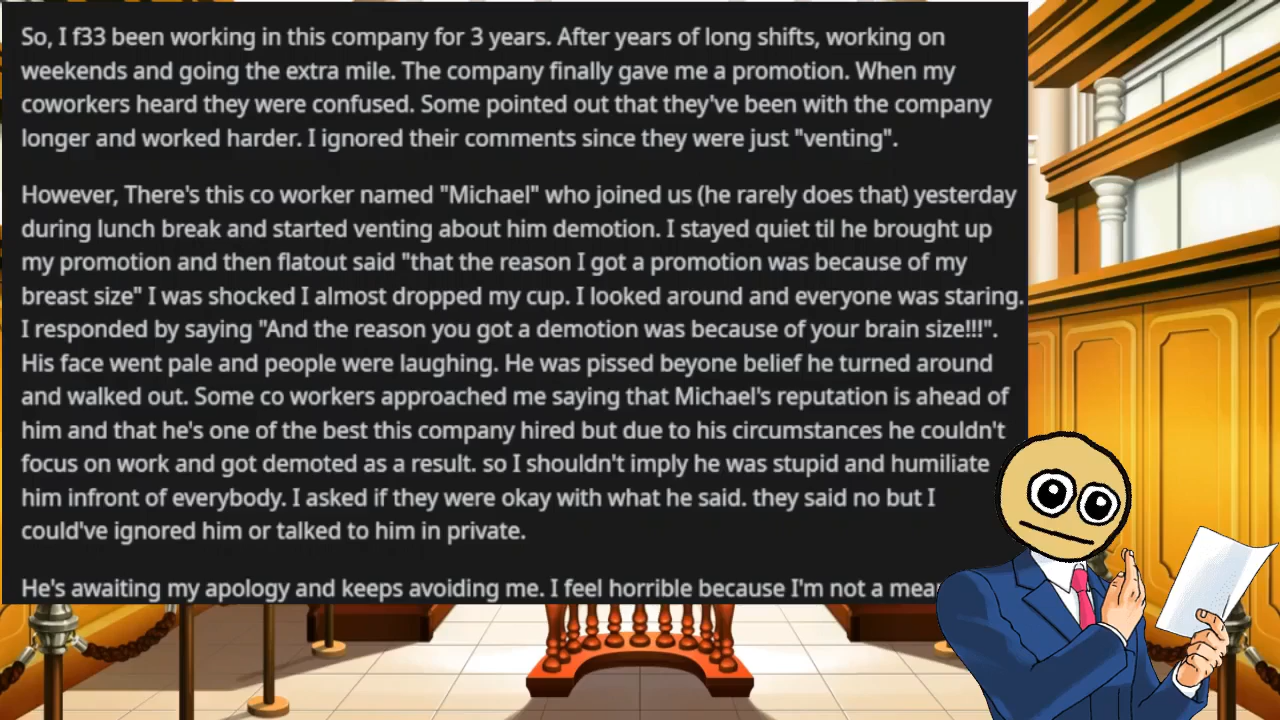 So, I f33 been working in this company for 3 years. After years of long shifts, working on
weekends and going the extra mile. The company finally gave me a promotion. When my
coworkers heard they were confused. Some pointed out that they've been with the company
longer and worked harder. I ignored their comments since they were just "venting".
However, There's this co worker named "Michael" who joined us (he rarely does that) yesterday
during lunch break and started venting about him demotion. I stayed quiet til he brought up
my promotion and then flatout said "that the reason I got a promotion was because of my
breast size" I was shocked I almost dropped my cup. I looked around and everyone was staring.
I responded by saying "And the reason you got a demotion was because of your brain size!!!".
His face went pale and people were laughing. He was pissed beyone belief he turned around
and walked out. Some co workers approached me saying that Michael's reputation is ahead of
him and that he's one of the best this company hired but due to his circumstances he couldn't
focus on work and got demoted as a result. so I shouldn't imply he was stupid and humiliate
him infront of everybody. I asked if they were okay with what he said. they said no but I
could've ignored him or talked to him in private.
He's awaiting my apology and keeps avoiding me. I feel horrible because I'm not a mea